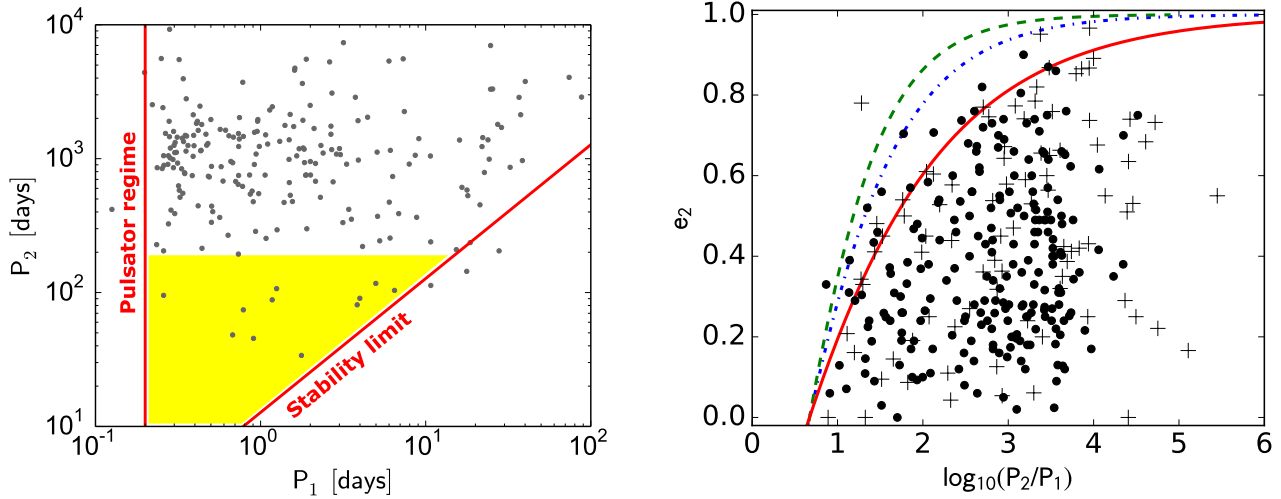 10^4
10^3
10^2
10^1
P_2 [days]
Pulsator regime
Stability limit
10^-1
10^0
10^1
10^2
P_1 [days]
1.0
0.8
0.6
0.4
0.2
0.0
e_2
0 1 2 3 4 5 6
log_10(P_2/P_1)